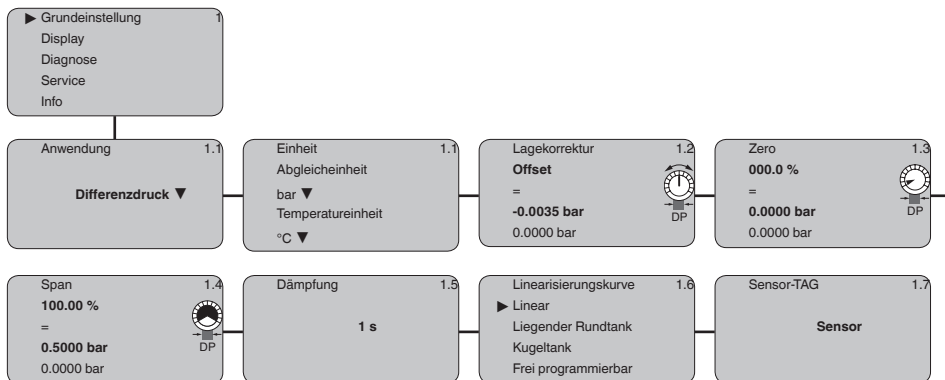 ▶ Grundeinstellung 1
Display
Diagnose
Service
Info
Anwendung 1.1
Differenzdruck ▼
Einheit 1.1
Abgleicheinheit
bar ▼
Temperatureinheit
°C ▼
Lagekorrektur 1.2
Offset
=
-0.0035 bar
0.0000 bar
DP
Zero 1.3
000.0 %
=
0.0000 bar
0.0000 bar
DP
Span 1.4
100.00 %
=
0.5000 bar
0.0000 bar
DP
Dämpfung 1.5
1 s
Linearisierungskurve 1.6
▶ Linear
Liegender Rundtank
Kugeltank
Frei programmierbar
Sensor-TAG 1.7
Sensor